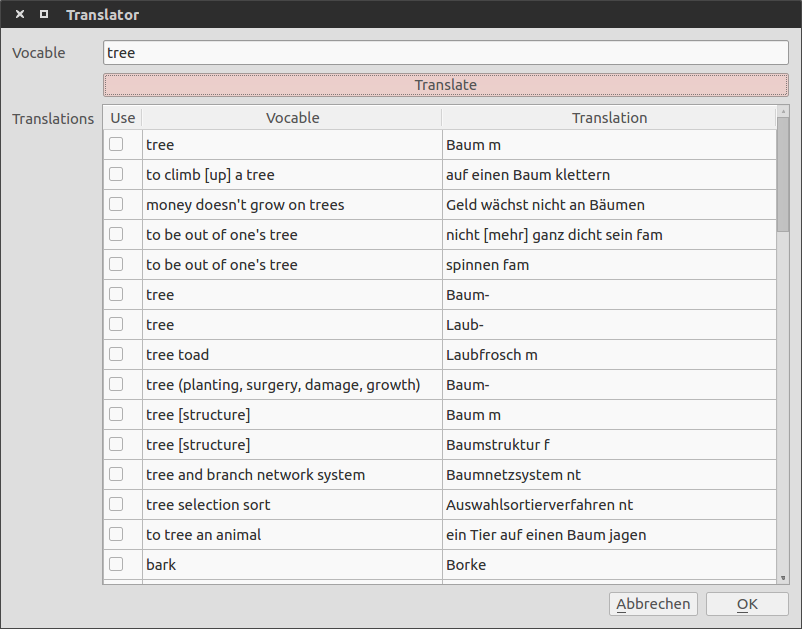 Translator
Vocable tree
Translate
Translations Use Vocable Translation
tree Baum m
to climb [up] a tree auf einen Baum klettern
money doesn't grow on trees Geld wächst nicht an Bäumen
to be out of one's tree nicht [mehr] ganz dicht sein fam
to be out of one's tree spinnen fam
tree Baum-
tree Laub-
tree toad Laubfrosch m
tree (planting, surgery, damage, growth) Baum-
tree [structure] Baum m
tree [structure] Baumstruktur f
tree and branch network system Baumnetzsystem nt
tree selection sort Auswahlsortierverfahren nt
to tree an animal ein Tier auf einen Baum jagen
bark Borke
Abbrechen OK